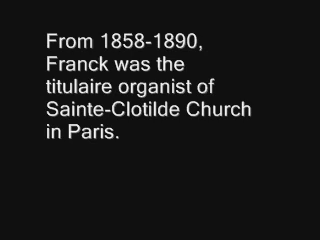 From 1858-1890,
Franck was the
titulaire organist of
Sainte-Clotilde Church
in Paris.